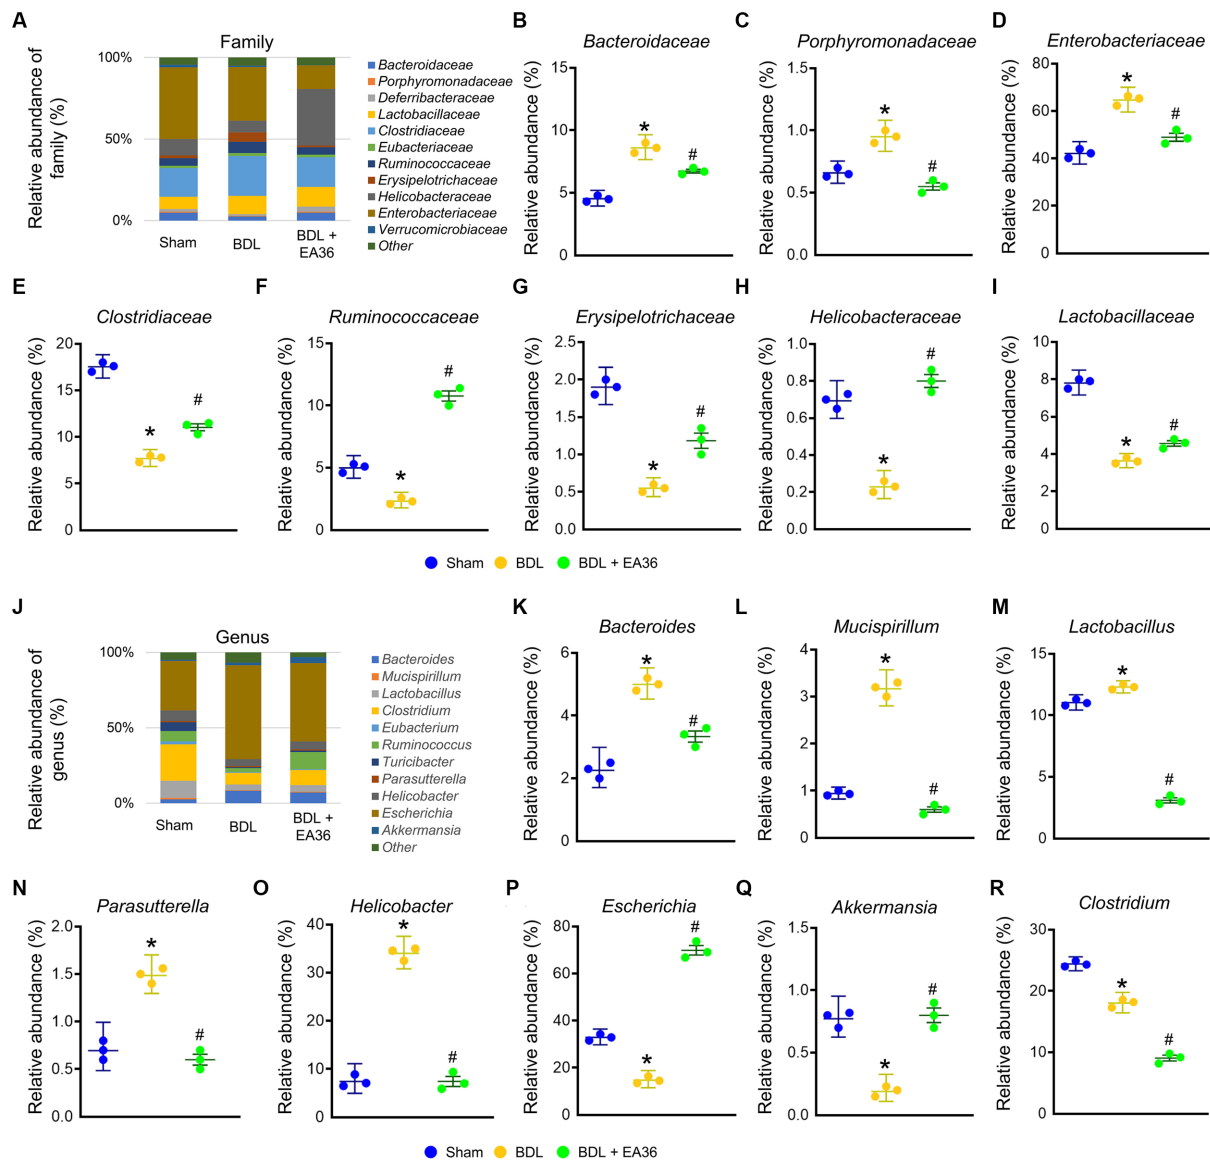 A
Family
Relative abundance of
family (%)
100%
50%
0%
Sham
BDL
BDL +
EA36
Bacteroidaceae
Porphyromonadaceae
Deferribacteraceae
Lactobacillaceae
Clostridiaceae
Eubacteriaceae
Ruminococcaceae
Erysipelotrichaceae
Helicobacteraceae
Enterobacteriaceae
Verrucomicrobiaceae
Other
B
Bacteroidaceae
Relative abundance (%)
15
10
5
0
*
#
C
Porphyromonadaceae
Relative abundance (%)
1.5
1.0
0.5
0.0
*
#
D
Enterobacteriaceae
Relative abundance (%)
80
60
40
20
0
*
#
E
Clostridiaceae
Relative abundance (%)
20
15
10
5
0
*
#
F
Ruminococcaceae
Relative abundance (%)
15
10
5
0
*
#
G
Erysipelotrichaceae
Relative abundance (%)
2.5
2.0
1.5
1.0
0.5
0.0
*
#
H
Helicobacteraceae
Relative abundance (%)
1.0
0.8
0.6
0.4
0.2
0.0
*
#
I
Lactobacillaceae
Relative abundance (%)
10
8
6
4
2
0
*
#
Sham BDL BDL + EA36
J
Genus
Relative abundance of
genus (%)
100%
50%
0%
Sham
BDL
BDL +
EA36
Bacteroides
Mucispirillum
Lactobacillus
Clostridium
Eubacterium
Ruminococcus
Turicibacter
Parasutterella
Helicobacter
Escherichia
Akkermansia
Other
K
Bacteroides
Relative abundance (%)
6
4
2
0
*
#
L
Mucispirillum
Relative abundance (%)
4
3
2
1
0
*
#
M
Lactobacillus
Relative abundance (%)
15
10
5
0
*
#
N
Parasutterella
Relative abundance (%)
2.0
1.5
1.0
0.5
0.0
*
#
O
Helicobacter
Relative abundance (%)
40
30
20
10
0
*
#
P
Escherichia
Relative abundance (%)
80
60
40
20
0
*
#
Q
Akkermansia
Relative abundance (%)
1.5
1.0
0.5
0.0
*
#
R
Clostridium
Relative abundance (%)
30
20
10
0
*
#
Sham BDL BDL + EA36